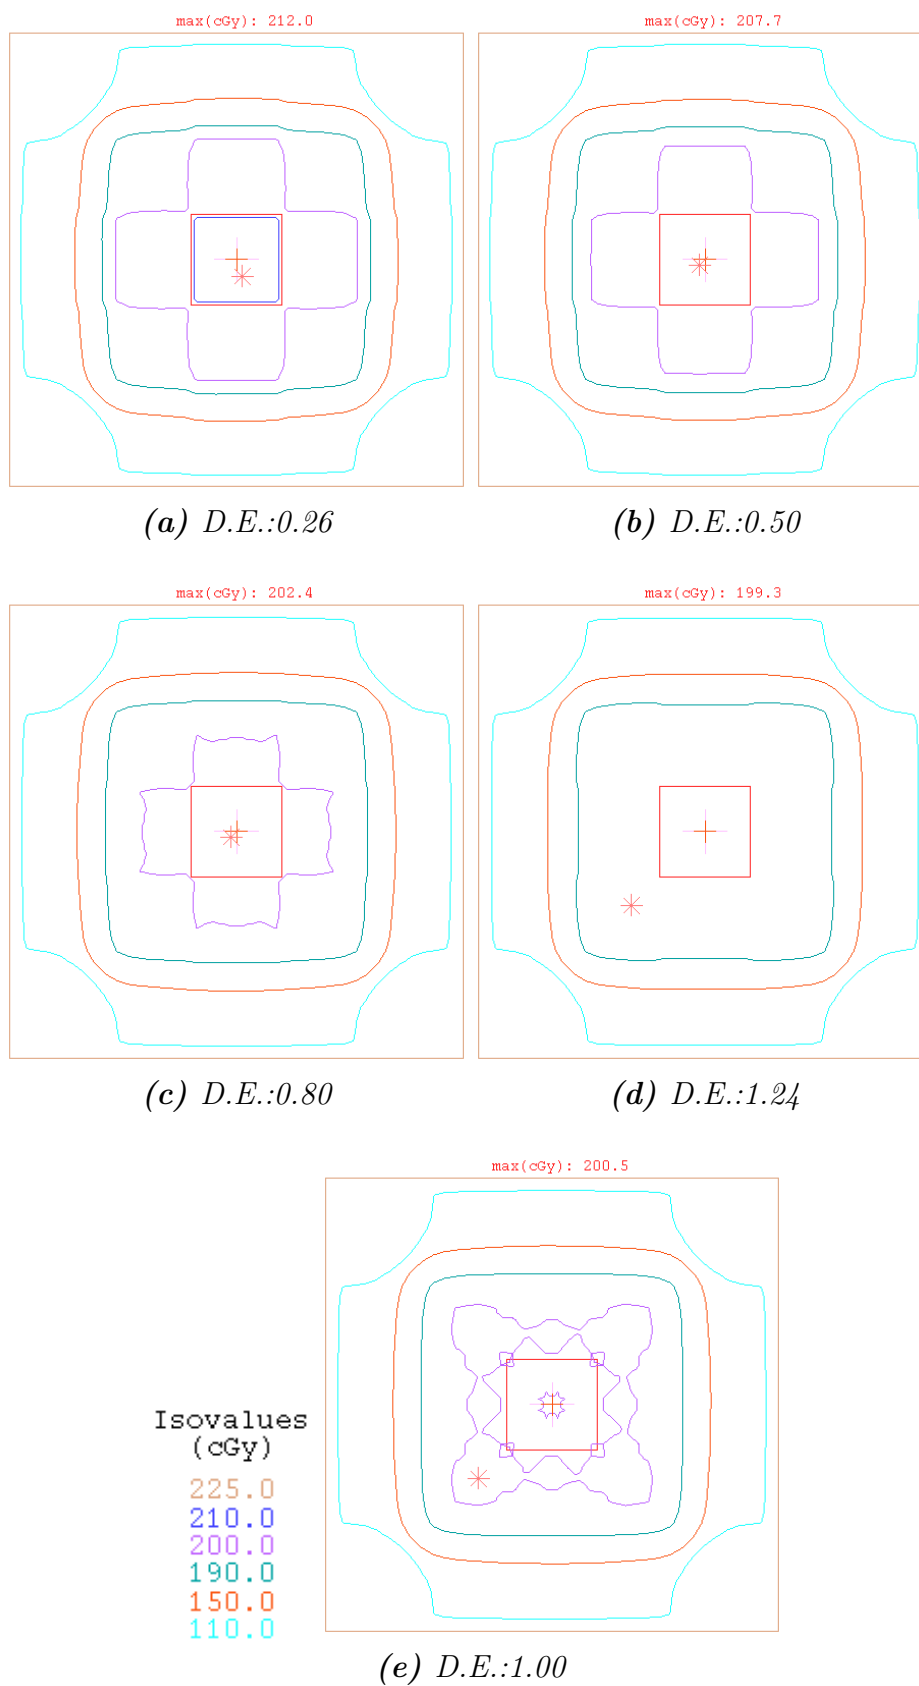 max(cGy): 212.0
max(cGy): 207.7
(a) D.E.:0.26
(b) D.E.:0.50
max(cGy): 202.4
max(cGy): 199.3
(c) D.E.:0.80
(d) D.E.:1.24
max(cGy): 200.5
Isovalues
(cGy)
225.0
210.0
200.0
190.0
150.0
110.0
(e) D.E.:1.00